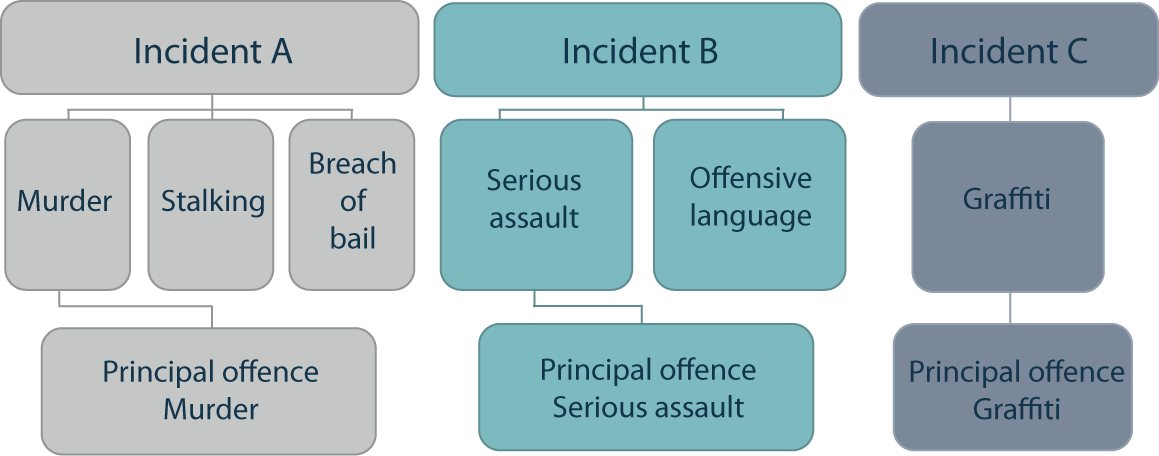 Incident A
Incident B
Incident C
Murder
Stalking
Breach
of
bail
Serious
assault
Offensive
language
Graffiti
Principal offence
Murder
Principal offence
Serious assault
Principal offence
Graffiti